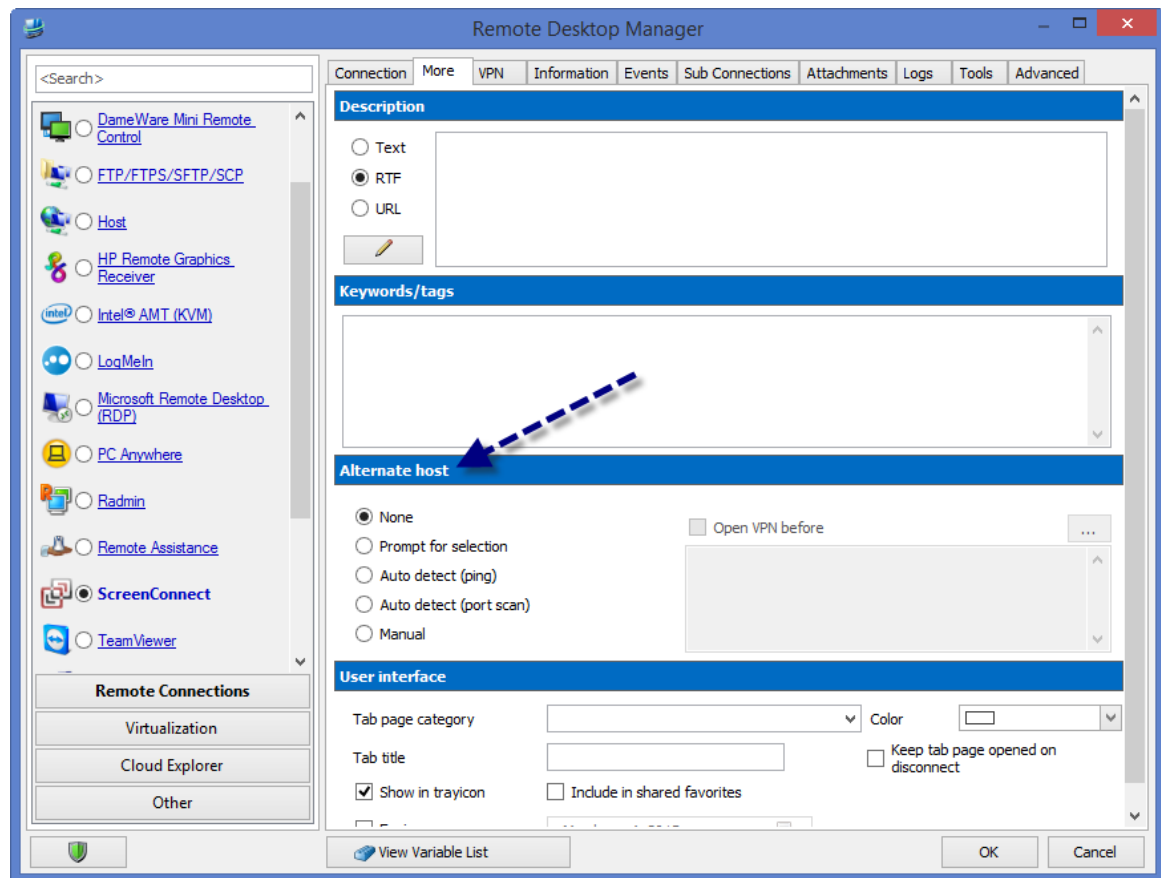 Remote Desktop Manager
<Search>
DameWare Mini Remote
Control
FTP/FTPS/SFTP/SCP
Host
HP Remote Graphics
Receiver
intel
Intel® AMT (KVM)
LogMeIn
Microsoft Remote Desktop
(RDP)
PC Anywhere
Radmin
Remote Assistance
ScreenConnect
TeamViewer
Remote Connections
Virtualization
Cloud Explorer
Other
Connection More VPN Information Events Sub Connections Attachments Logs Tools Advanced
Description
Text
RTF
URL
Keywords/tags
Alternate host
None
Prompt for selection
Auto detect (ping)
Auto detect (port scan)
Manual
Open VPN before
...
User interface
Tab page category
Color
Tab title
Keep tab page opened on
disconnect
Show in trayicon
Include in shared favorites
View Variable List
OK
Cancel